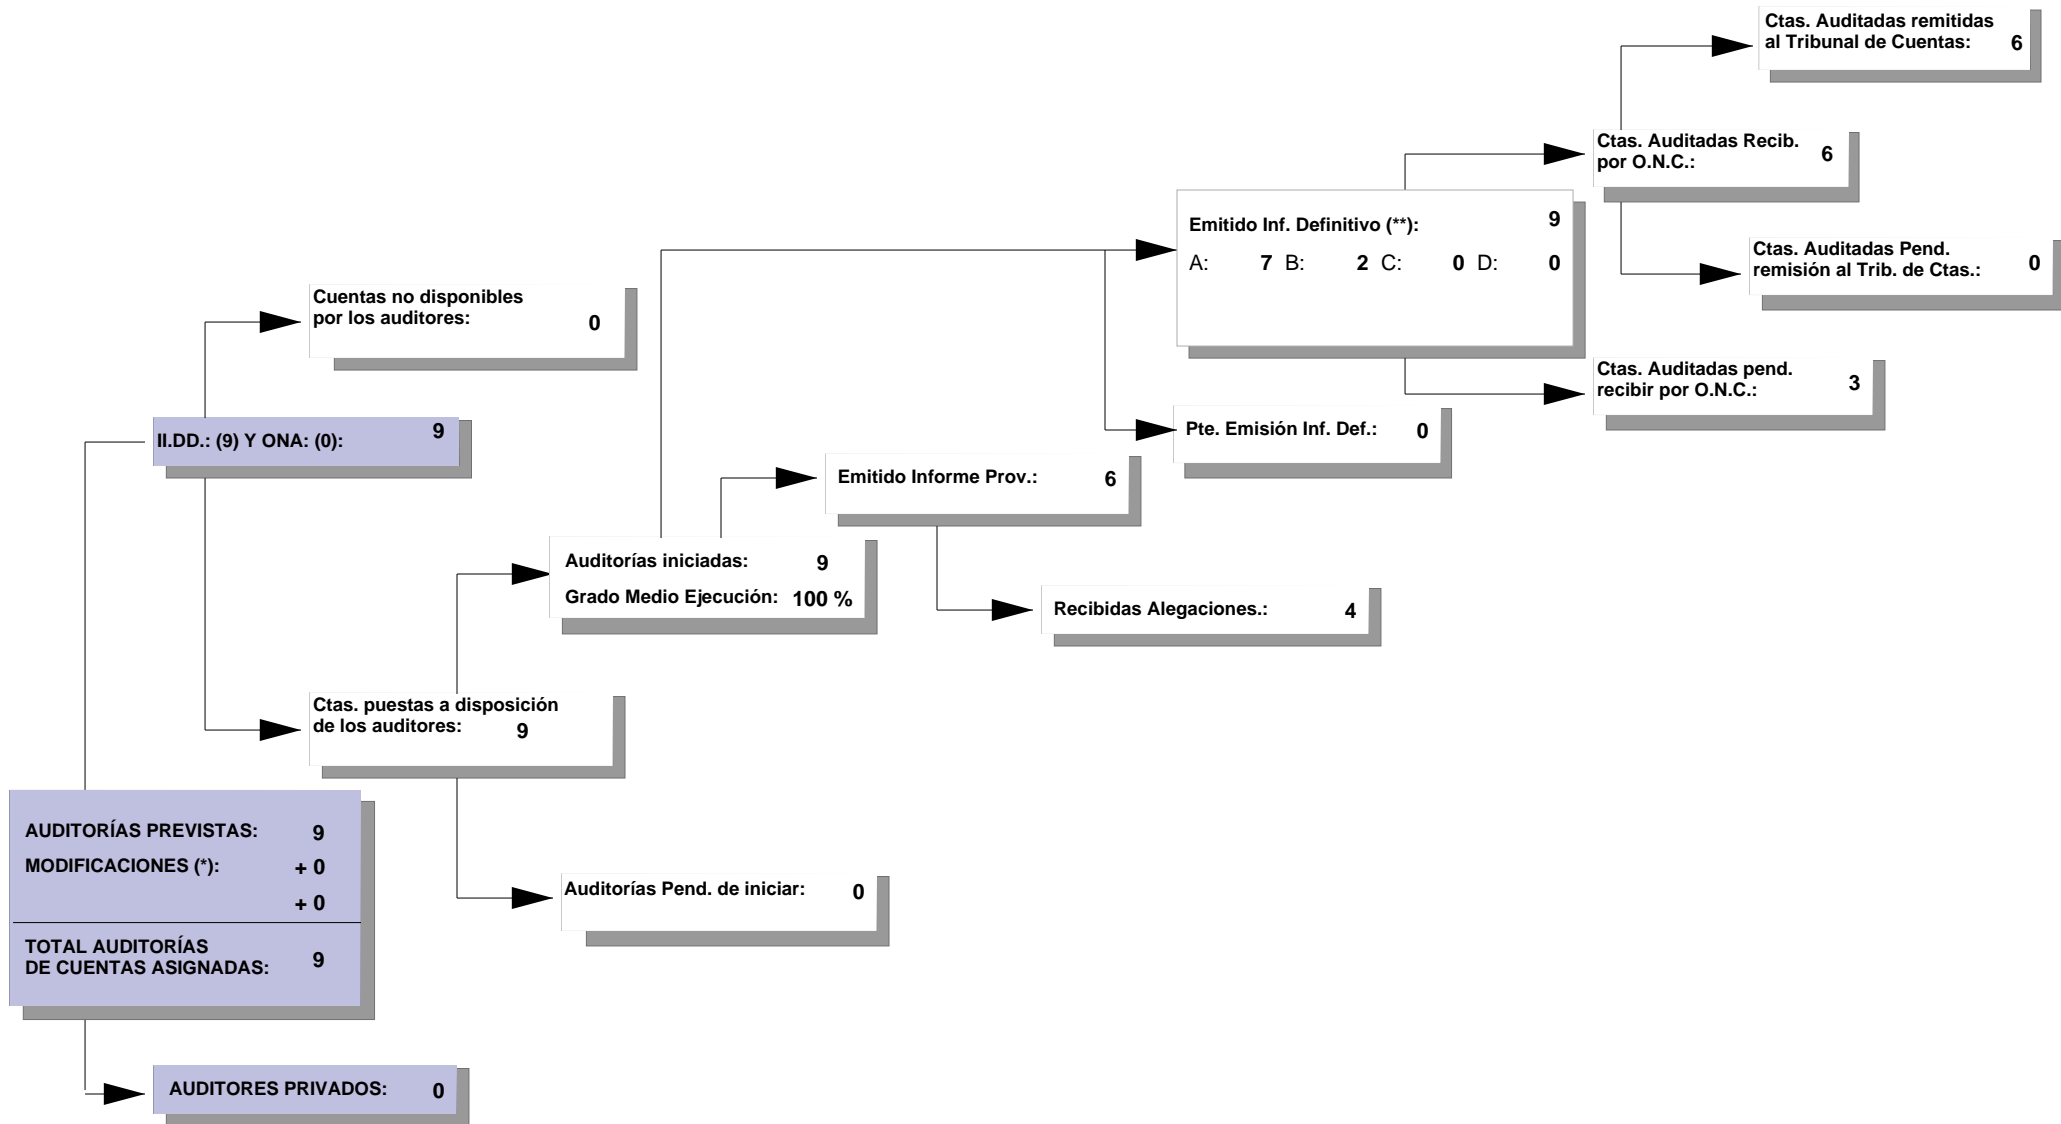 Ctas. Auditadas remitidas
al Tribunal de Cuentas: 6
Ctas. Auditadas Recib.
por O.N.C.: 6
Emitido Inf. Definitivo (**): 9
A: 7 B: 2 C: 0 D: 0
Ctas. Auditadas Pend.
remisión al Trib. de Ctas.: 0
Cuentas no disponibles
por los auditores: 0
Ctas. Auditadas pend.
recibir por O.N.C.: 3
II.DD.: (9) Y ONA: (0): 9
Pte. Emisión Inf. Def.: 0
Emitido Informe Prov.: 6
Auditorías iniciadas: 9
Grado Medio Ejecución: 100 %
Recibidas Alegaciones.: 4
Ctas. puestas a disposición
de los auditores: 9
AUDITORÍAS PREVISTAS: 9
MODIFICACIONES (*): + 0
+ 0
TOTAL AUDITORÍAS
DE CUENTAS ASIGNADAS: 9
Auditorías Pend. de iniciar: 0
AUDITORES PRIVADOS: 0